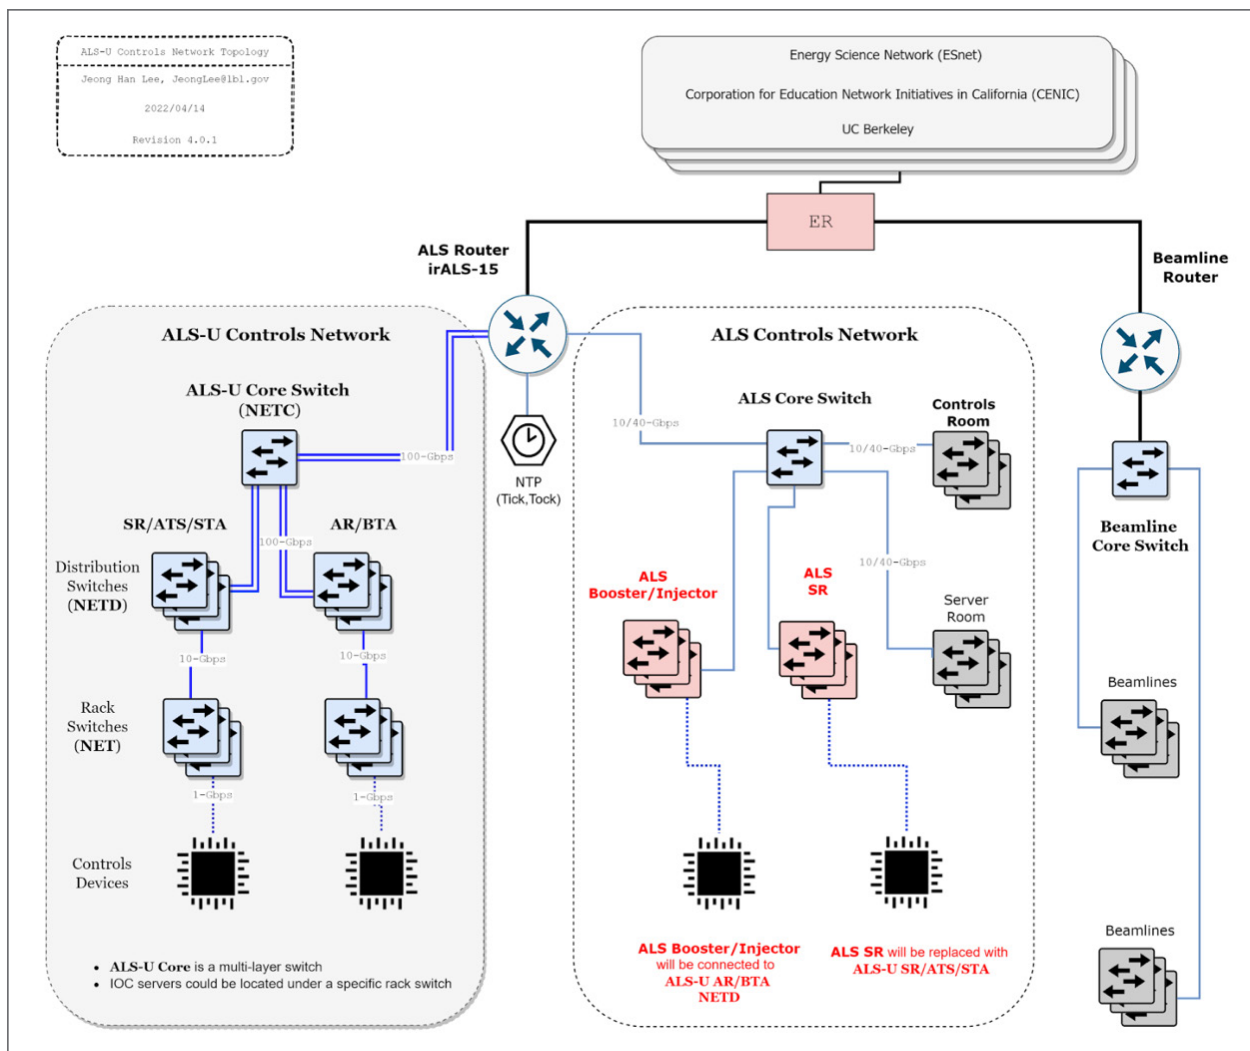 ALS-U Controls Network Topology
Jeong Han Lee, JeongLee@lbl.gov
2022/04/14
Revision 4.0.1
Energy Science Network (ESnet)
Corporation for Education Network Initiatives in California (CENIC)
UC Berkeley
ER
ALS Router
irALS-15
Beamline
Router
ALS-U Controls Network
ALS-U Core Switch
(NETC)
100-Gbps
SR/ATS/STA
AR/BTA
100-Gbps
Distribution
Switches
(NETD)
10-Gbps
10-Gbps
Rack
Switches
(NET)
1-Gbps
1-Gbps
Controls
Devices
• ALS-U Core is a multi-layer switch
• IOC servers could be located under a specific rack switch
NTP
(Tick,Tock)
ALS Controls Network
10/40-Gbps
ALS Core Switch
10/40-Gbps
Controls
Room
10/40-Gbps
ALS
Booster/Injector
ALS
SR
Server
Room
ALS Booster/Injector
will be connected to
ALS-U AR/BTA
NETD
ALS SR will be replaced with
ALS-U SR/ATS/STA
Beamline
Core Switch
Beamlines
Beamlines